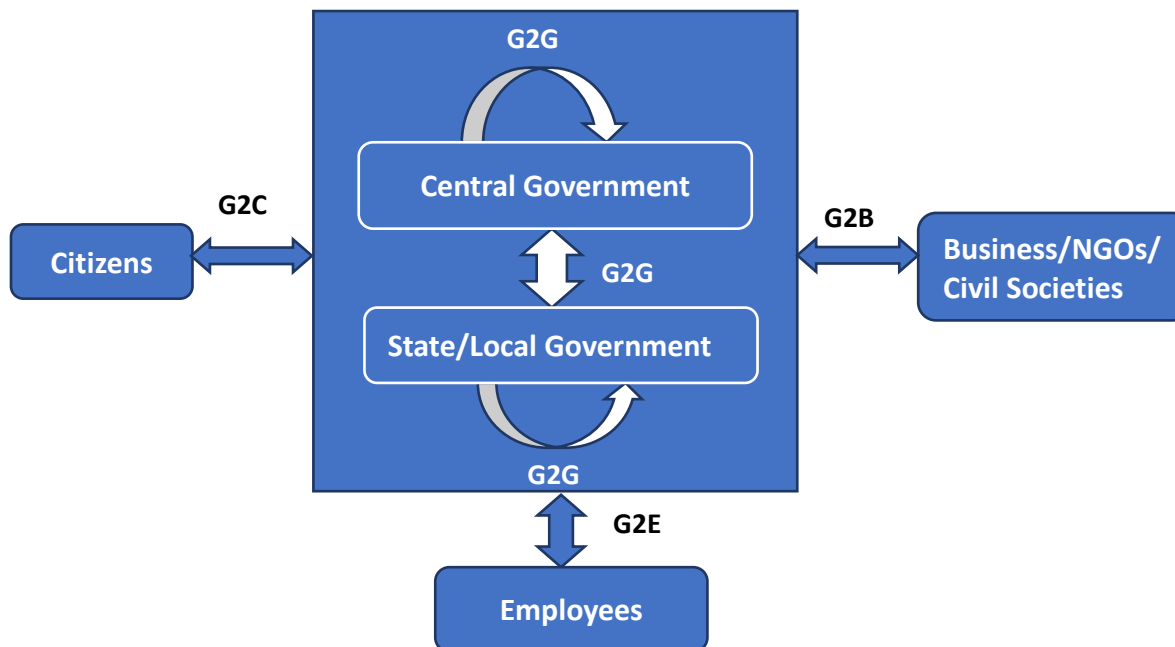 G2G
Central Government
G2C
G2B
Citizens
G2G
Business/NGOs/
Civil Societies
State/Local Government
G2G
G2E
Employees